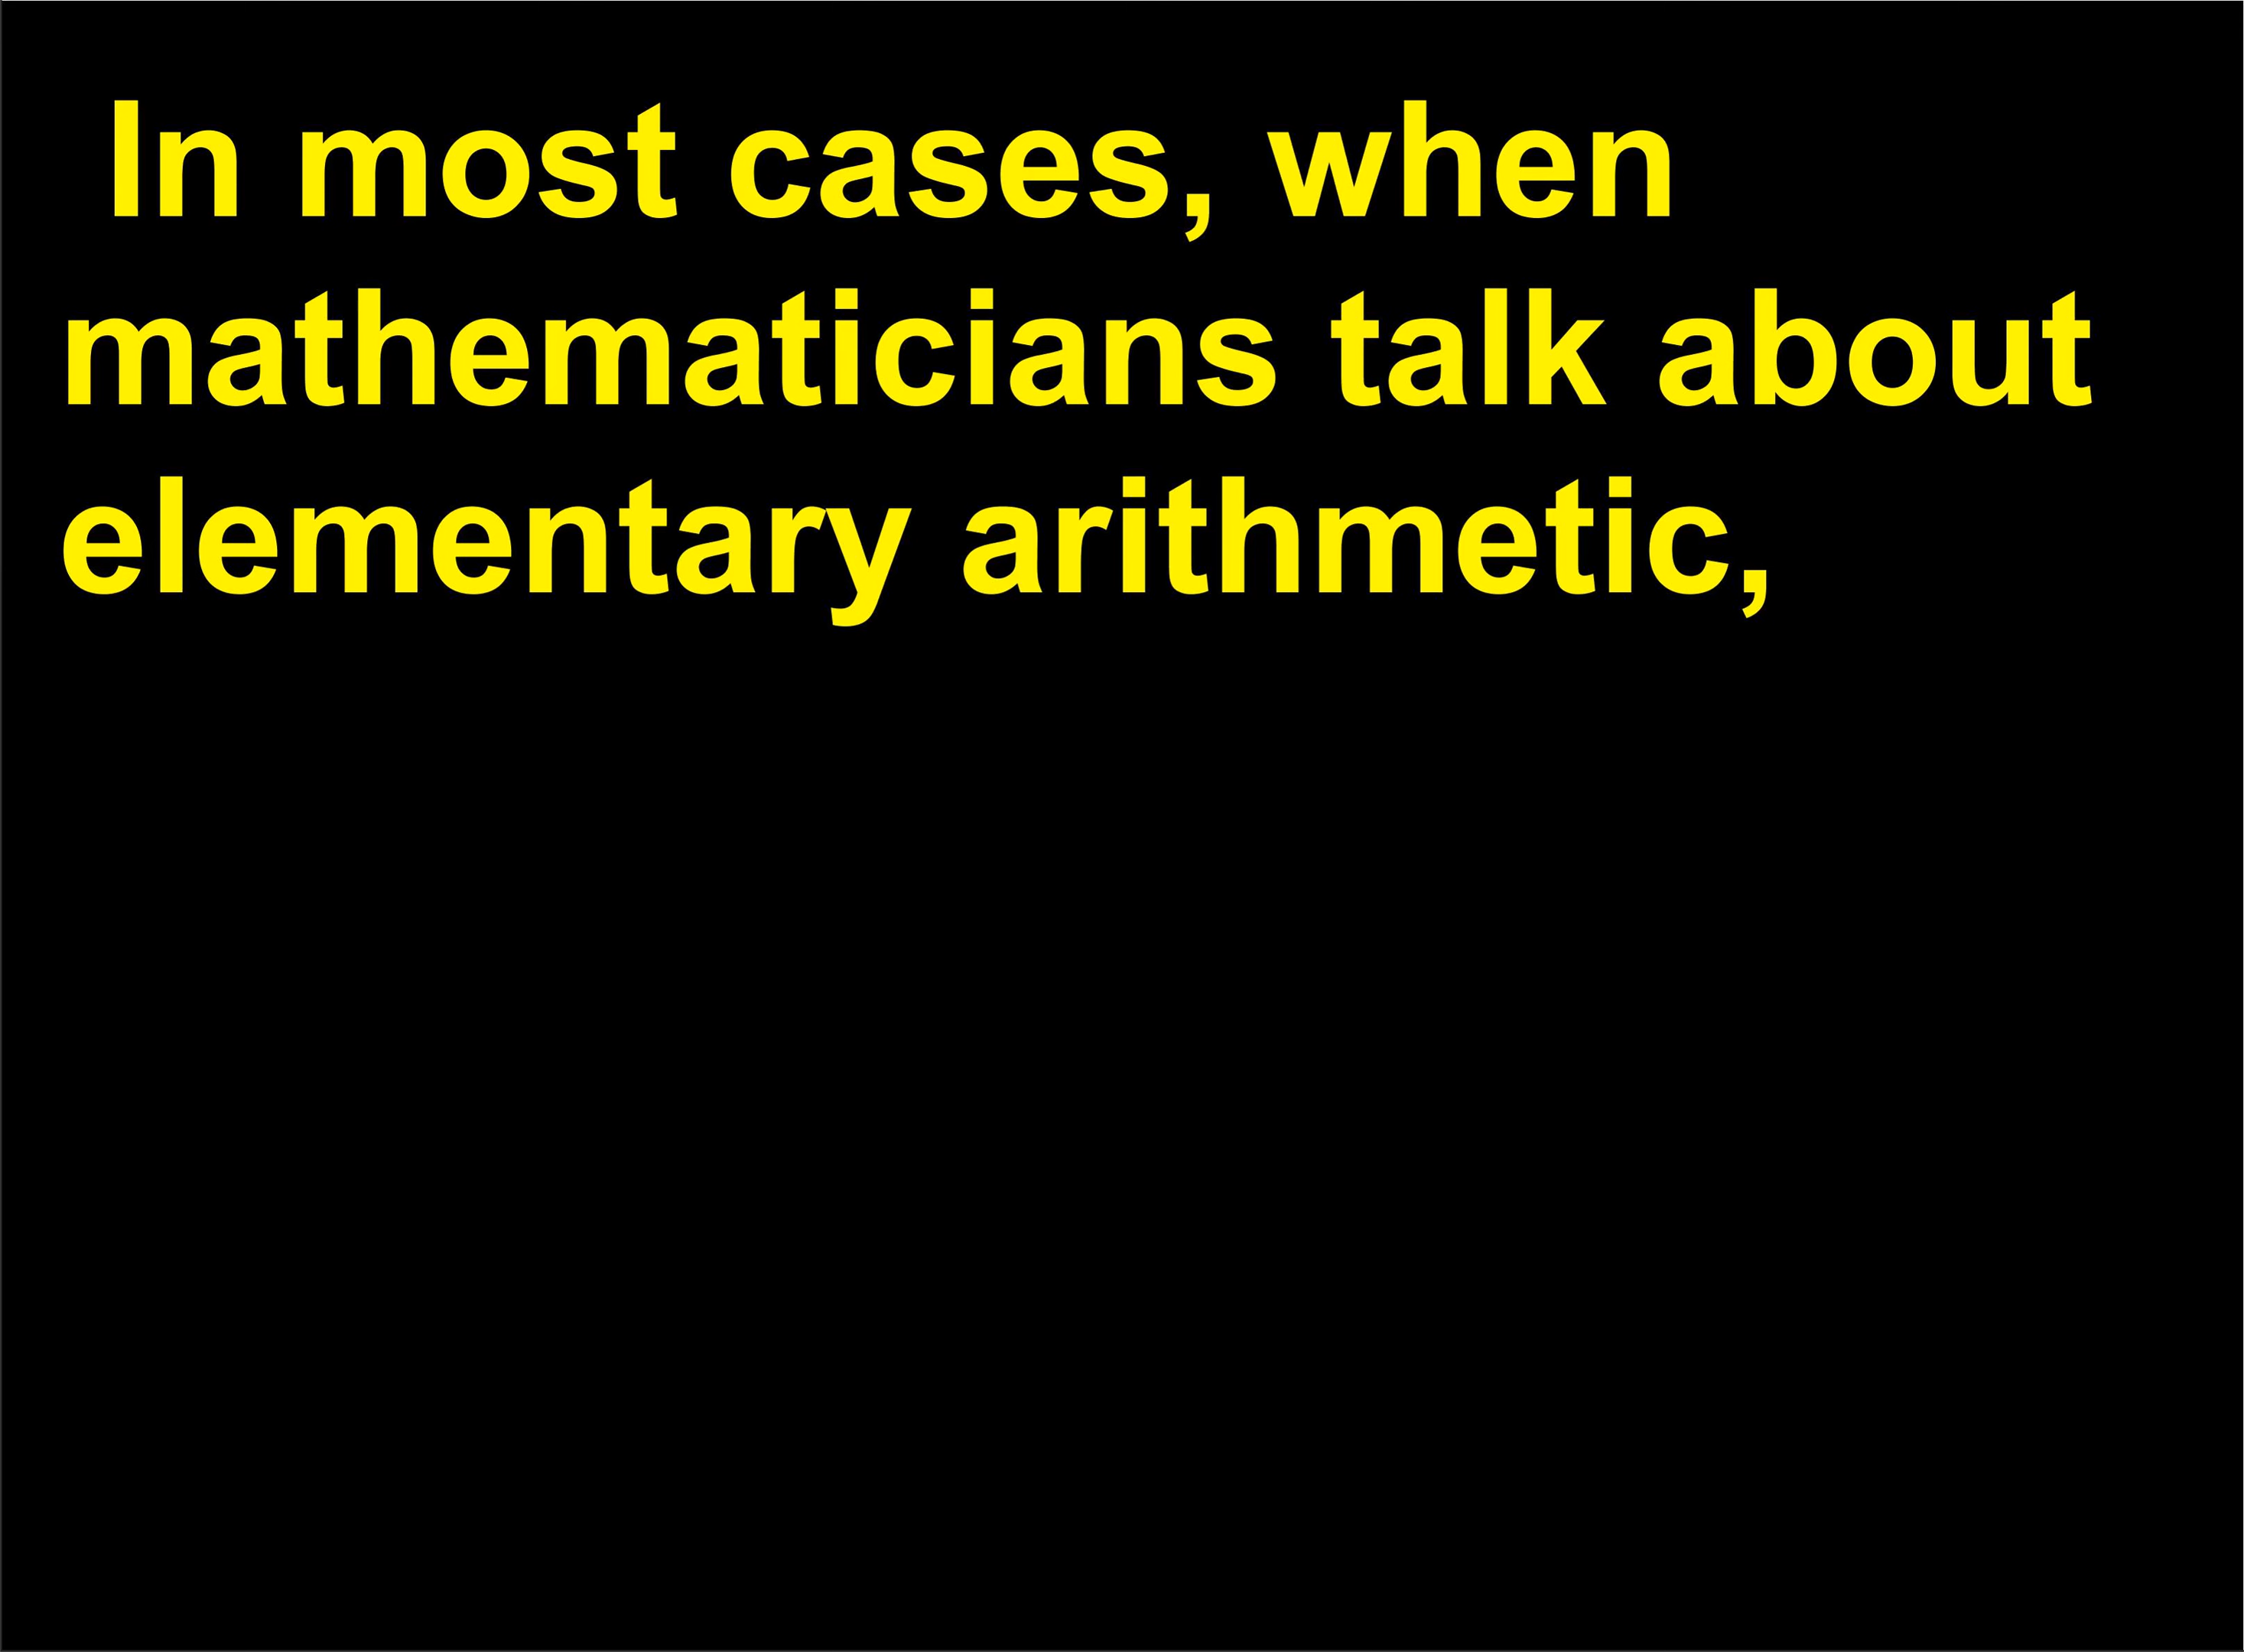 In most cases, when
mathematicians talk about
elementary arithmetic,